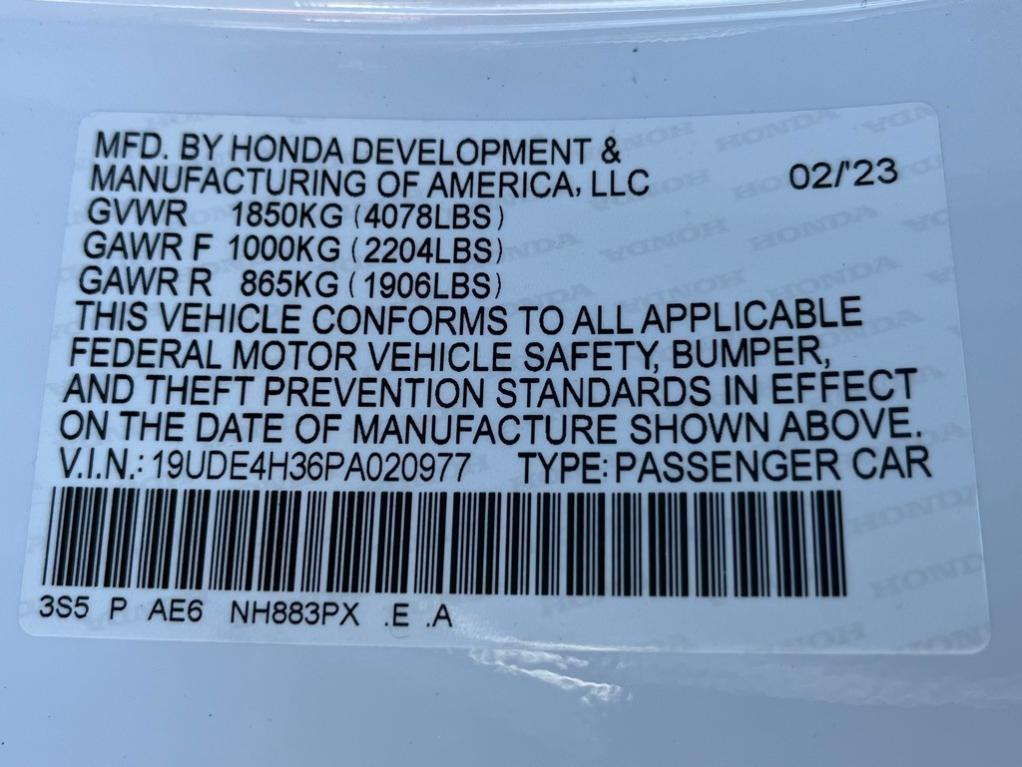 MFD. BY HONDA DEVELOPMENT &
MANUFACTURING OF AMERICA, LLC 02/'23
GVWR 1850KG (4078LBS)
GAWR F 1000KG (2204LBS)
GAWR R 865KG (1906LBS)
THIS VEHICLE CONFORMS TO ALL APPLICABLE
FEDERAL MOTOR VEHICLE SAFETY, BUMPER,
AND THEFT PREVENTION STANDARDS IN EFFECT
ON THE DATE OF MANUFACTURE SHOWN ABOVE.
V.I.N.: 19UDE4H36PA020977 TYPE: PASSENGER CAR
3S5 P AE6 NH883PX .E .A